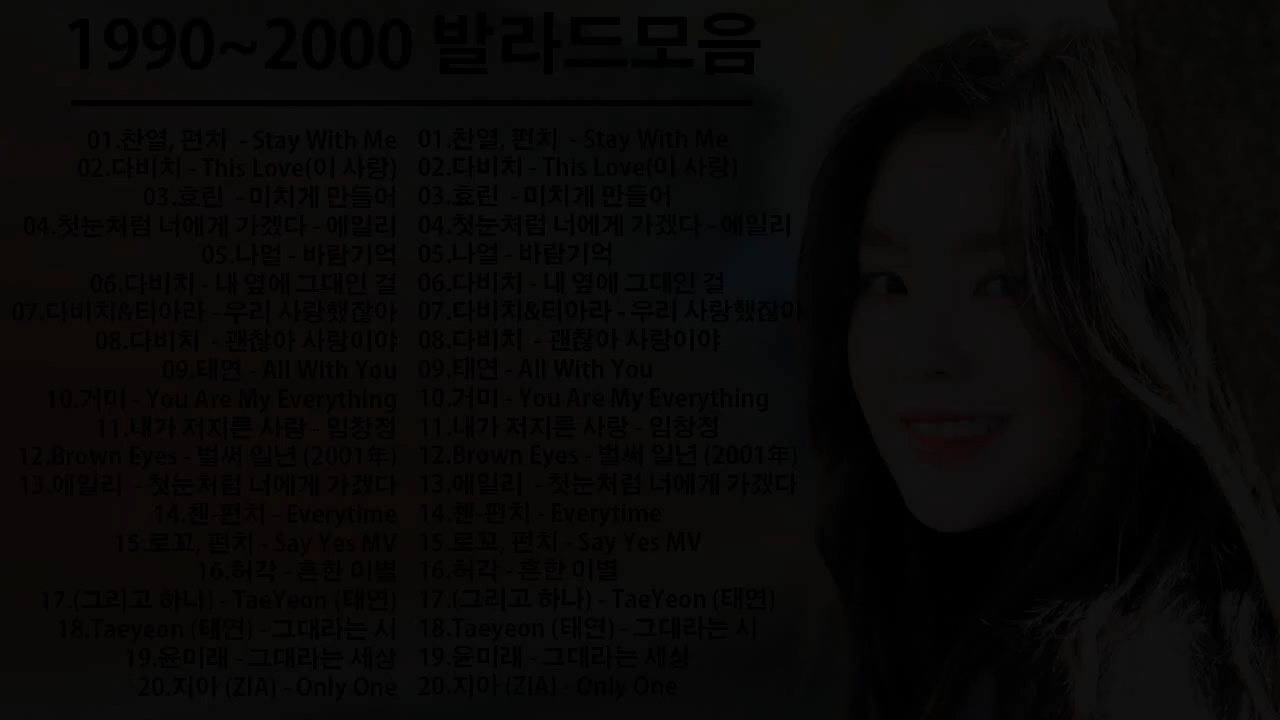 1990~2000 발라드모음
01.찬열, 펀치 - Stay With Me 01.찬열, 펀치 - Stay With Me
02.다비치 - This Love(이 사랑) 02.다비치 - This Love(이 사랑)
03.효린 - 미치게 만들어 03.효린 - 미치게 만들어
04.첫눈처럼 너에게 가겠다 - 에일리 04.첫눈처럼 너에게 가겠다 - 에일리
05.나얼 - 바람기억 05.나얼 - 바람기억
06.다비치 - 내 옆에 그대인 걸 06.다비치 - 내 옆에 그대인 걸
07.다비치&티아라 - 우리 사랑했잖아 07.다비치&티아라 - 우리 사랑했잖아
08.다비치 - 괜찮아 사랑이야 08.다비치 - 괜찮아 사랑이야
09.태연 - All With You 09.태연 - All With You
10.거미 - You Are My Everything 10.거미 - You Are My Everything
11.내가 저지른 사랑 - 임창정 11.내가 저지른 사랑 - 임창정
12.Brown Eyes - 벌써 일년 (2001年) 12.Brown Eyes - 벌써 일년 (2001年)
13.에일리 - 첫눈처럼 너에게 가겠다 13.에일리 - 첫눈처럼 너에게 가겠다
14.첸-펀치 - Everytime 14.첸-펀치 - Everytime
15.로꼬, 펀치 - Say Yes MV 15.로꼬, 펀치 - Say Yes MV
16.허각 - 흔한 이별 16.허각 - 흔한 이별
17.(그리고 하나) - TaeYeon (태연) 17.(그리고 하나) - TaeYeon (태연)
18.Taeyeon (태연) - 그대라는 시 18.Taeyeon (태연) - 그대라는 시
19.윤미래 - 그대라는 세상 19.윤미래 - 그대라는 세상
20.지아 (ZIA) - Only One 20.지아 (ZIA) - Only One